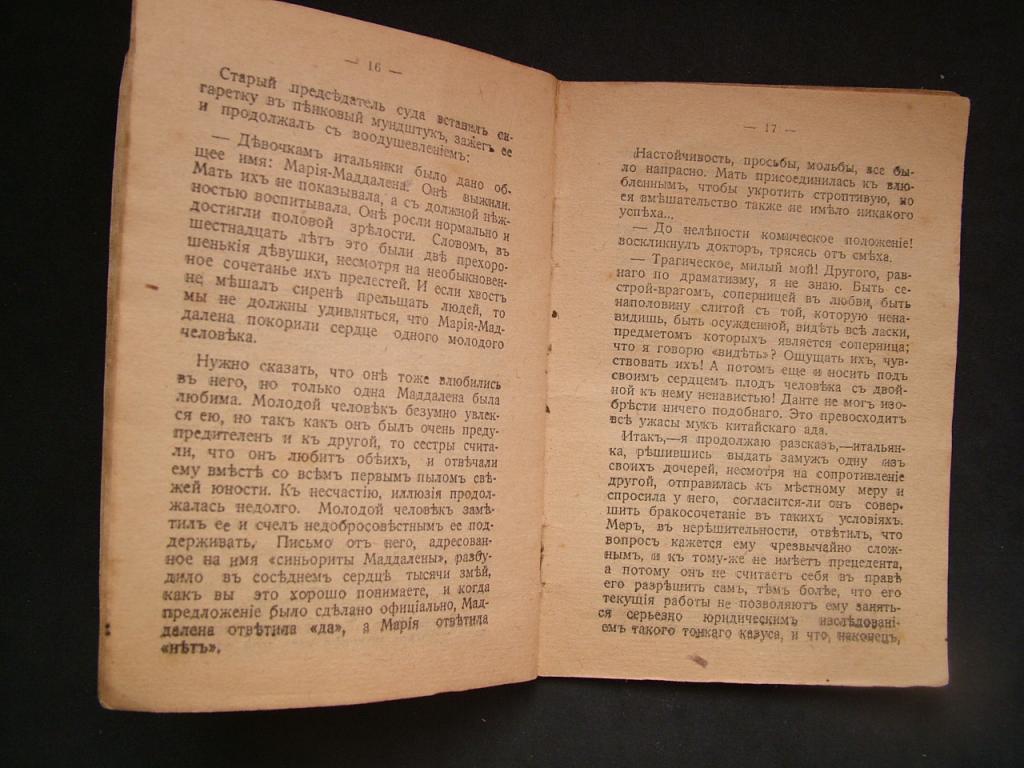 — 16 —
Старый предсѣдатель суда вставилъ си-
гаретку въ пѣнковый мундштукъ, зажегъ ее
и продолжалъ съ воодушевленіемъ:
— Дѣвочкамъ итальянки было дано об-
щее имя: Марія-Маддалена. Онѣ выжили.
Мать ихъ не показывала, а съ должной нѣж-
ностью воспитывала. Онѣ росли нормально и
достигли половой зрѣлости. Словомъ, въ
шестнадцать лѣтъ это были двѣ прехоро-
шенькія дѣвушки, несмотря на необыкновен-
ное сочетанье ихъ прелестей. И если хвостъ
не мѣшалъ сиренѣ прельщать людей, то
мы не должны удивляться, что Марія-Мад-
далена покорили сердце одного молодого
человѣка.
Нужно сказать, что онѣ тоже влюбились
въ него, но только одна Маддалена была
любима. Молодой человѣкъ безумно увлек-
ся ею, но такъ какъ онъ былъ очень преду-
предителенъ и къ другой, то сестры счита-
ли, что онъ любитъ обѣихъ, и отвѣчали
ему вмѣстѣ со всѣмъ первымъ пыломъ свѣ-
жей юности. Къ несчастію, иллюзія продол-
жалась недолго. Молодой человѣкъ замѣ-
тилъ ее и счелъ недобросовѣстнымъ ее под-
держивать. Письмо отъ него, адресован-
ное на имя «синьориты Маддалены», разбу-
дило въ сосѣднемъ сердцѣ тысячи змѣй,
какъ вы это хорошо понимаете, и когда
предложеніе было сдѣлано офиціально, Мад-
далена отвѣтила «да», а Марія отвѣтила
«нѣтъ».
— 17 —
Настойчивость, просьбы, мольбы, все бы-
ло напрасно. Мать присоединилась къ влю-
бленнымъ, чтобы укротить строптивую, но
ея вмѣшательство также не имѣло никакого
успѣха...
— До нелѣпости комическое положеніе!
воскликнулъ докторъ, трясясь отъ смѣха.
— Трагическое, милый мой! Другого, рав-
наго по драматизму, я не знаю. Быть се-
строй-врагомъ, соперницей въ любви, быть
наполовину слитой съ той, которую нена-
видишь, быть осужденной, видѣть всѣ ласки,
предметомъ которыхъ является соперница;
что я говорю «видѣть»? Ощущать ихъ, чув-
ствовать ихъ! А потомъ еще и носить подъ
своимъ сердцемъ плодъ человѣка съ двой-
ной къ нему ненавистью! Данте не могъ изо-
брѣсти ничего подобнаго. Это превосходитъ
всѣ ужасы мукъ китайскаго ада.
Итакъ,—я продолжаю разсказъ,—итальян-
ка, рѣшившись выдать замужъ одну изъ
своихъ дочерей, несмотря на сопротивленіе
другой, отправилась къ мѣстному меру и
спросила у него, согласится-ли онъ совер-
шить бракосочетаніе въ такихъ условіяхъ.
Меръ, въ нерѣшительности, отвѣтилъ, что
вопросъ кажется ему чрезвычайно слож-
нымъ, и къ тому-же не имѣетъ прецедента,
а потому онъ не считаетъ себя въ правѣ
его разрѣшить самъ, тѣмъ болѣе, что его
текущія работы не позволяютъ ему занять-
ся серьезно юридическимъ изслѣдовані-
емъ такого тонкаго казуса, и что, наконецъ,